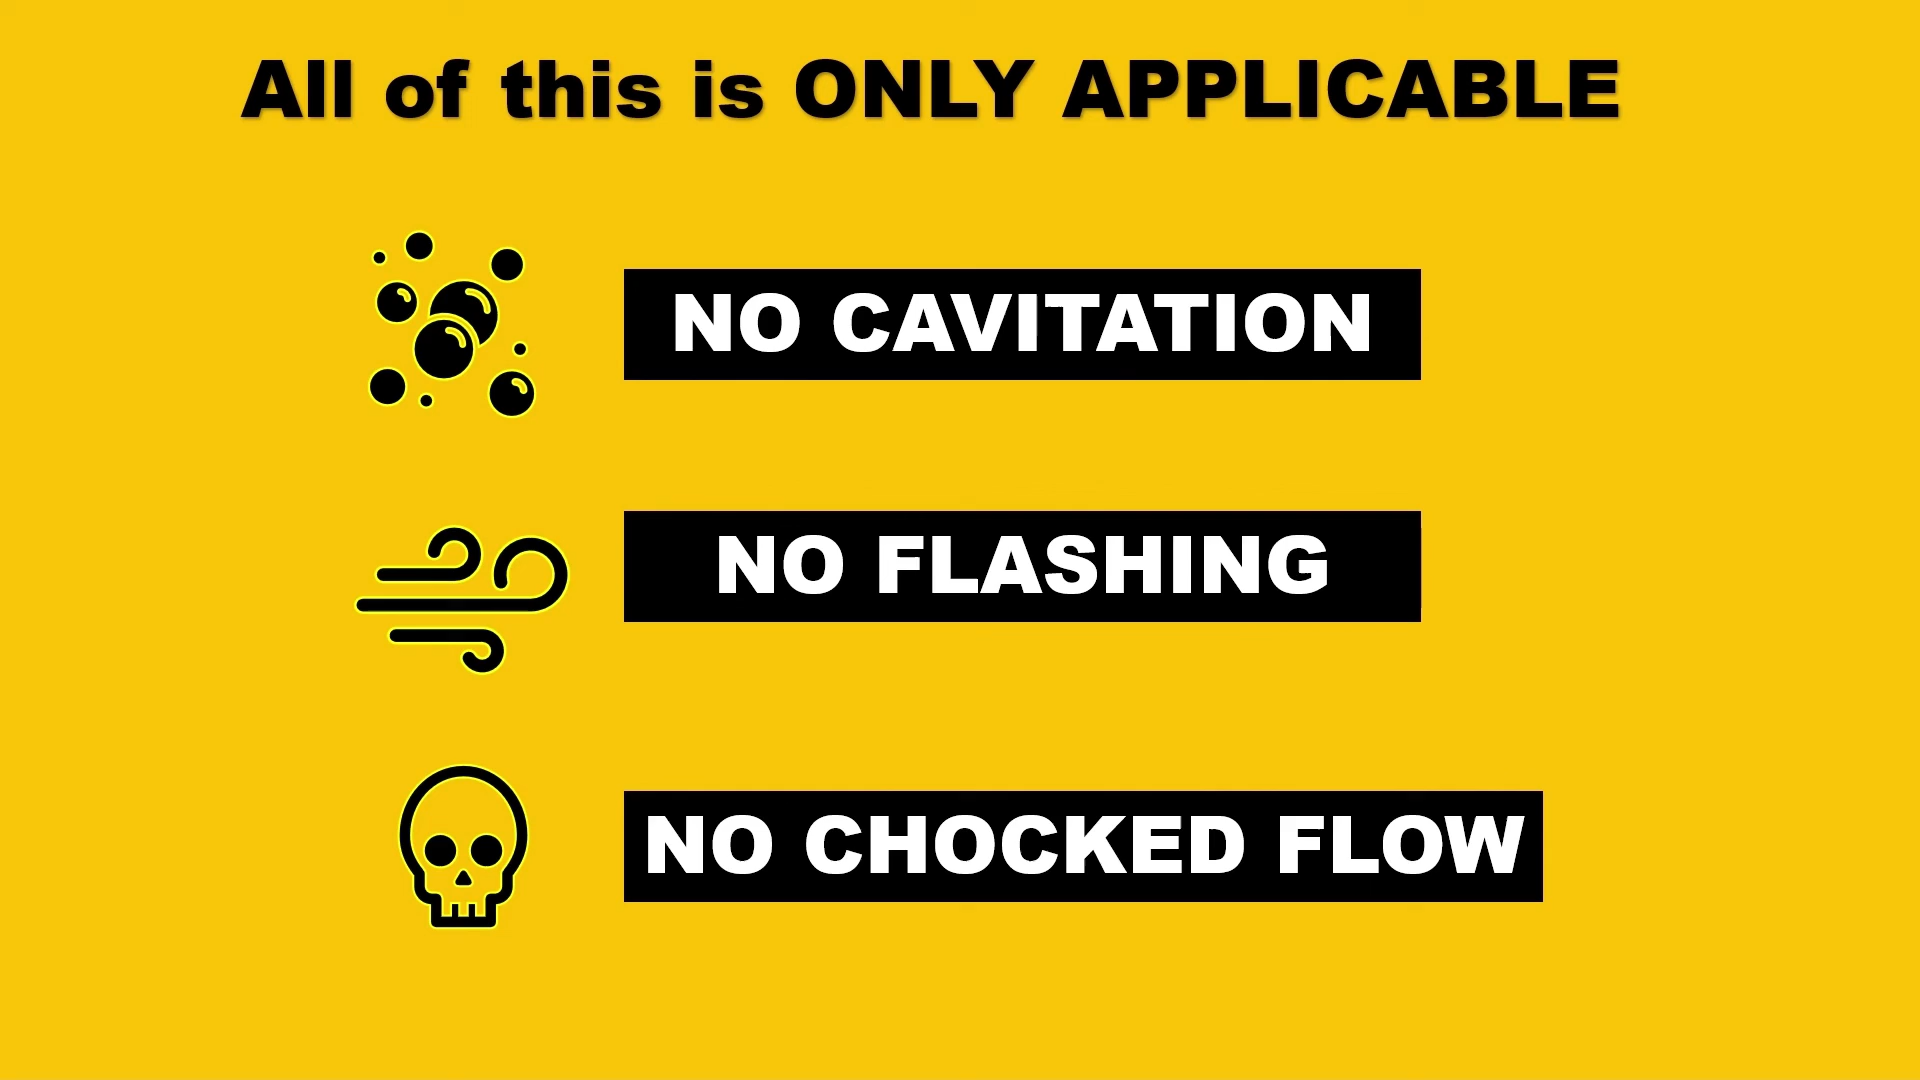 All of this is ONLY APPLICABLE
NO CAVITATION
NO FLASHING
NO CHOCKED FLOW